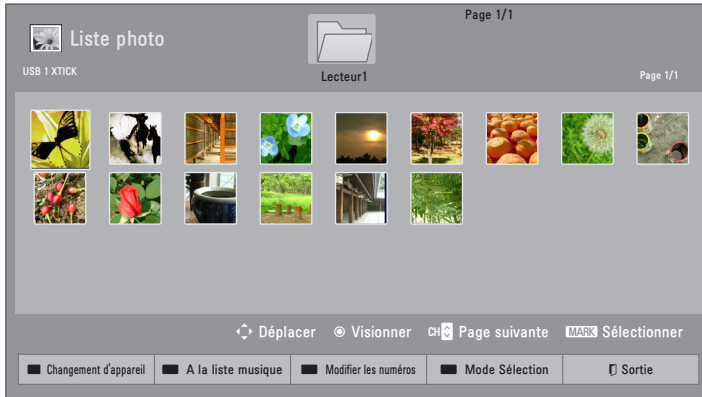 Page 1/1
Liste photo
USB 1 XTICK
Lecteur1
Page 1/1
Déplacer Visionner CH Page suivante MARK Sélectionner
Changement d'appareil A la liste musique Modifier les numéros Mode Sélection Sortie